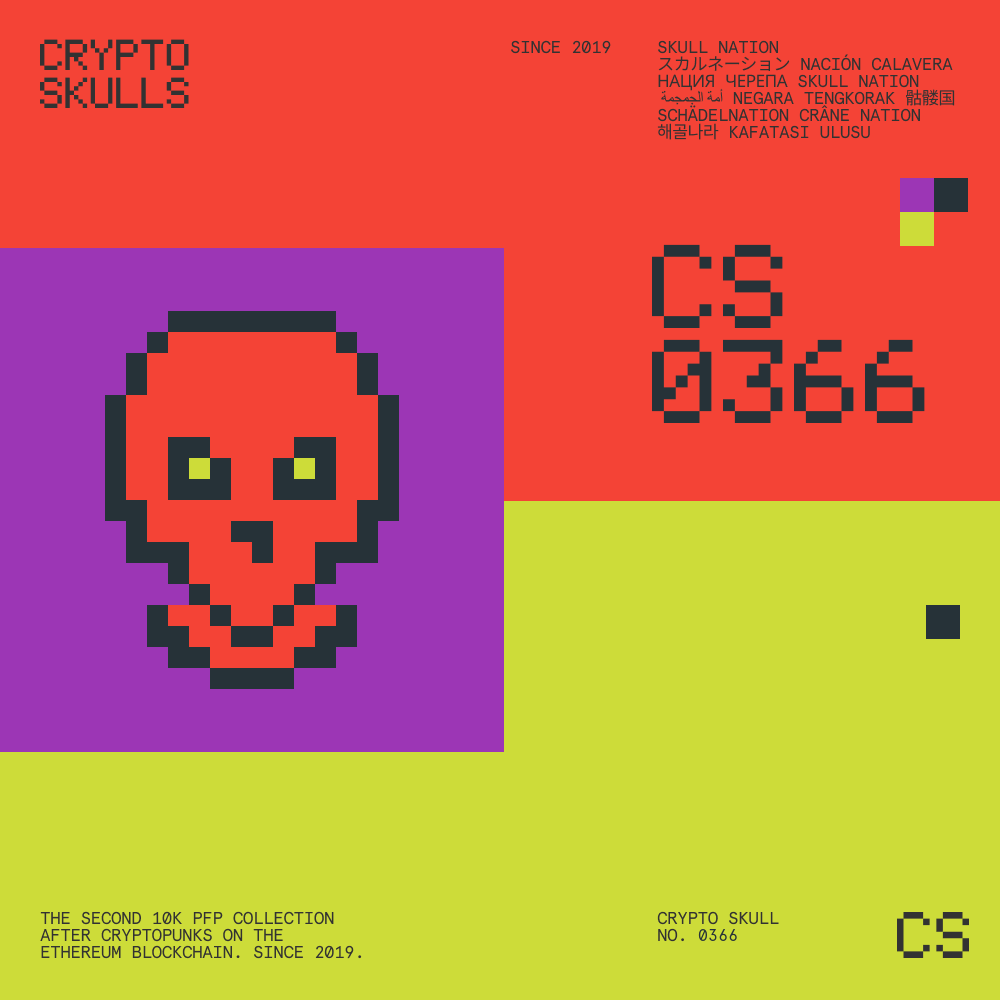 CRYPTO
SKULLS
SINCE 2019
SKULL NATION
スカルネーション NACIÓN CALAVERA
НАЦИЯ ЧЕРЕПА SKULL NATION
أمة الجمجمة NEGARA TENGKORAK 骷髅国
SCHÄDELNATION CRÂNE NATION
해골나라 KAFATASI ULUSU
CS
0366
THE SECOND 10K PFP COLLECTION
AFTER CRYPTOPUNKS ON THE
ETHEREUM BLOCKCHAIN. SINCE 2019.
CRYPTO SKULL
NO. 0366
CS